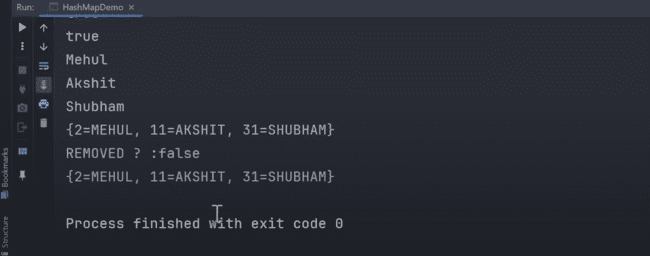 Run:
HashMapDemo
true
Mehul
Akshit
Shubham
{2=MEHUL, 11=AKSHIT, 31=SHUBHAM}
REMOVED ? :false
{2=MEHUL, 11=AKSHIT, 31=SHUBHAM}
Process finished with exit code 0
Bookmarks
Structure